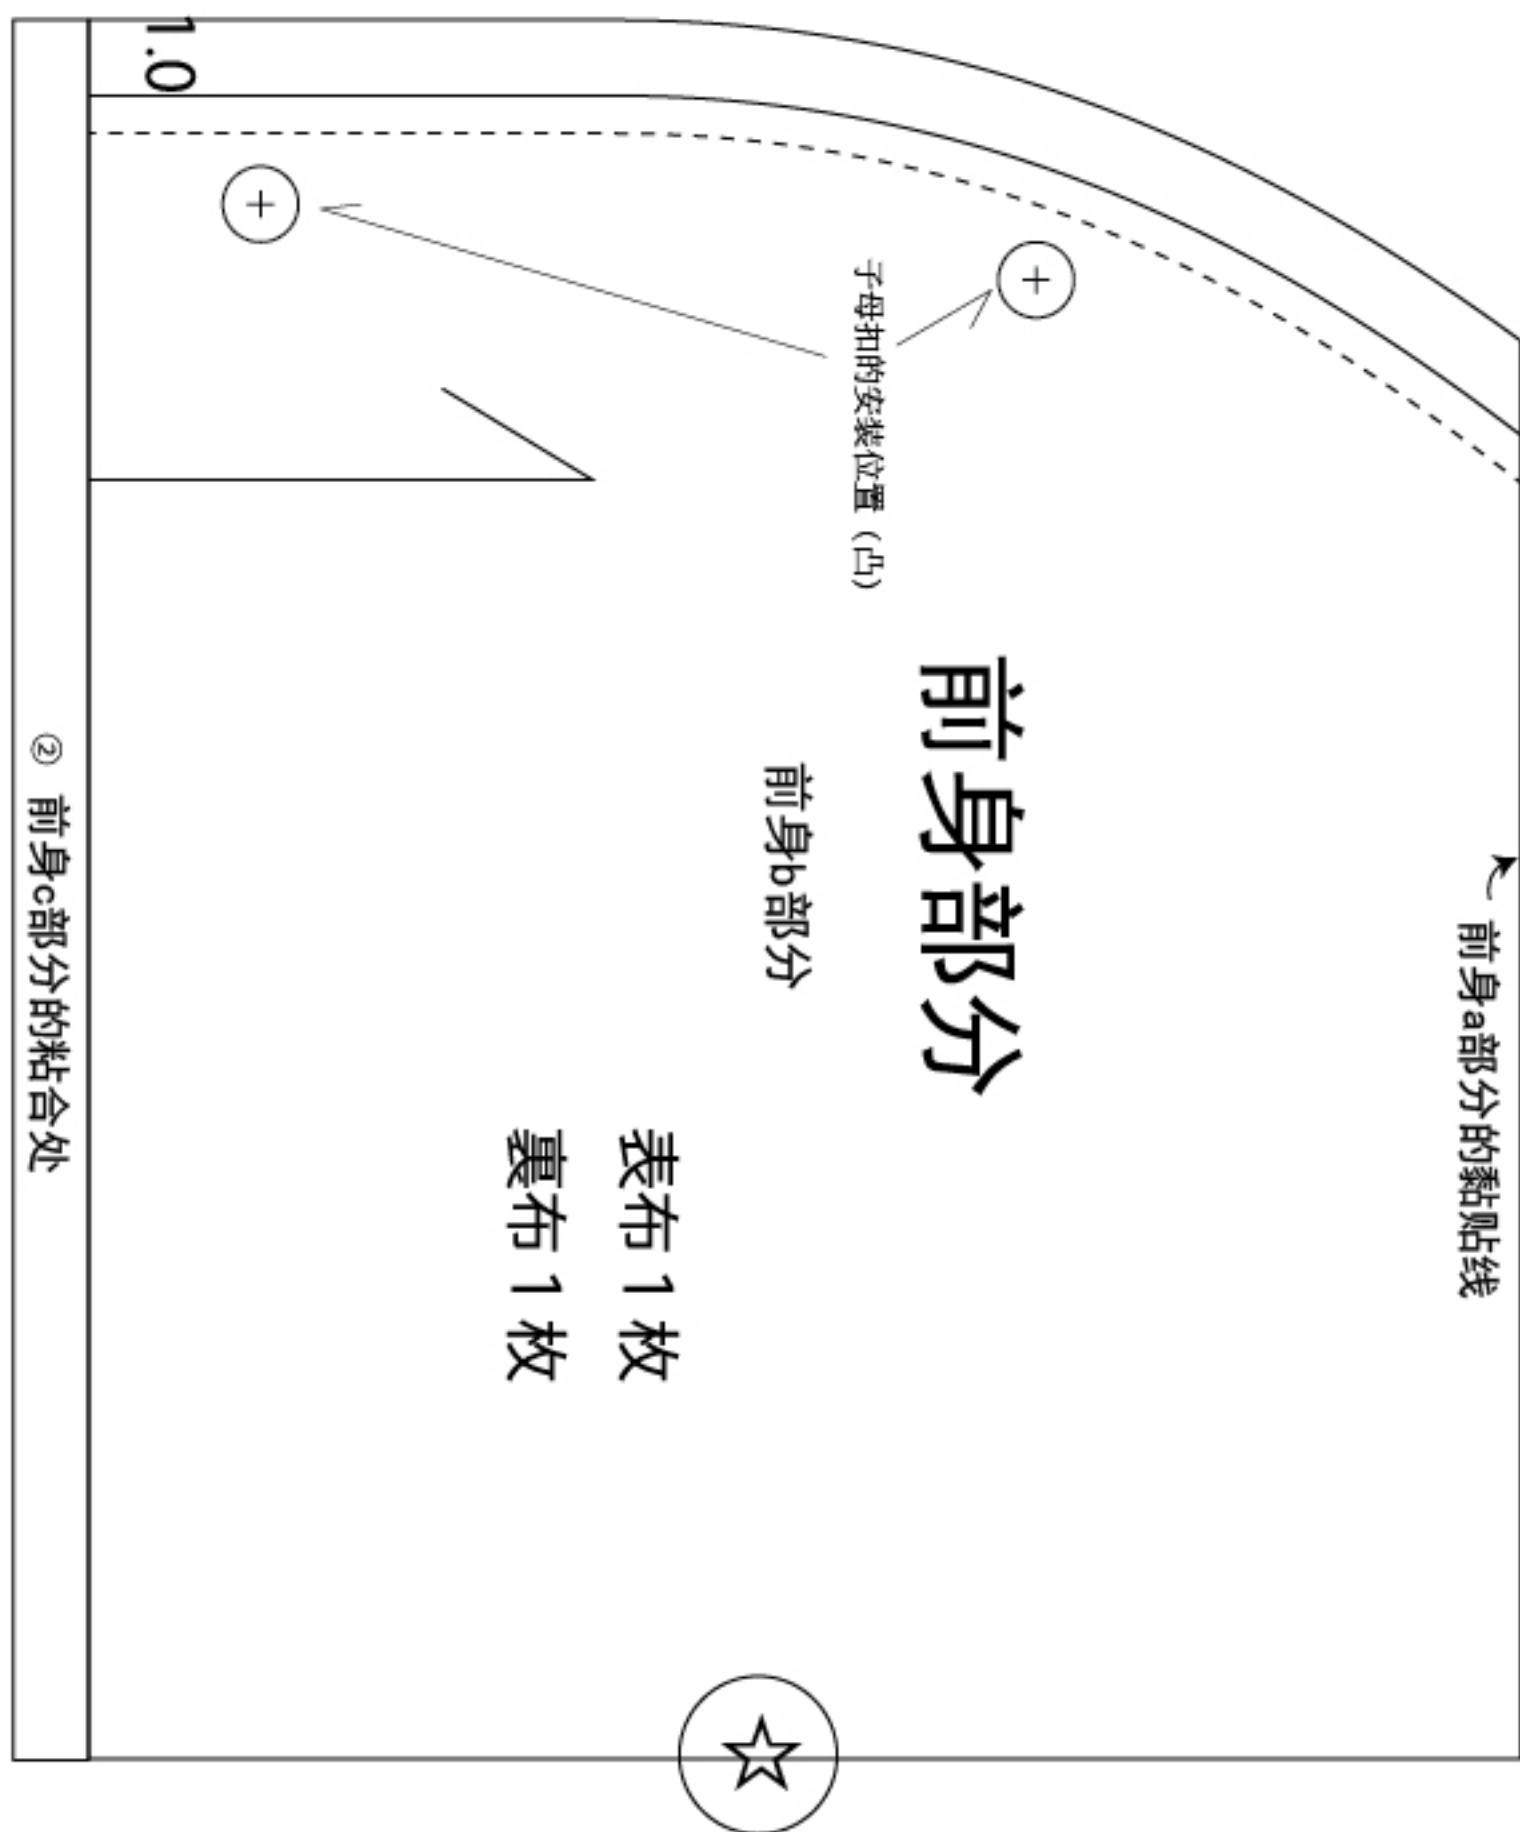 1.0
前身a部分的黏贴线
子母扣的安装位置（凸）
前身部分
前身b部分
表布 1 枚
裏布 1 枚
② 前身c部分的粘合处